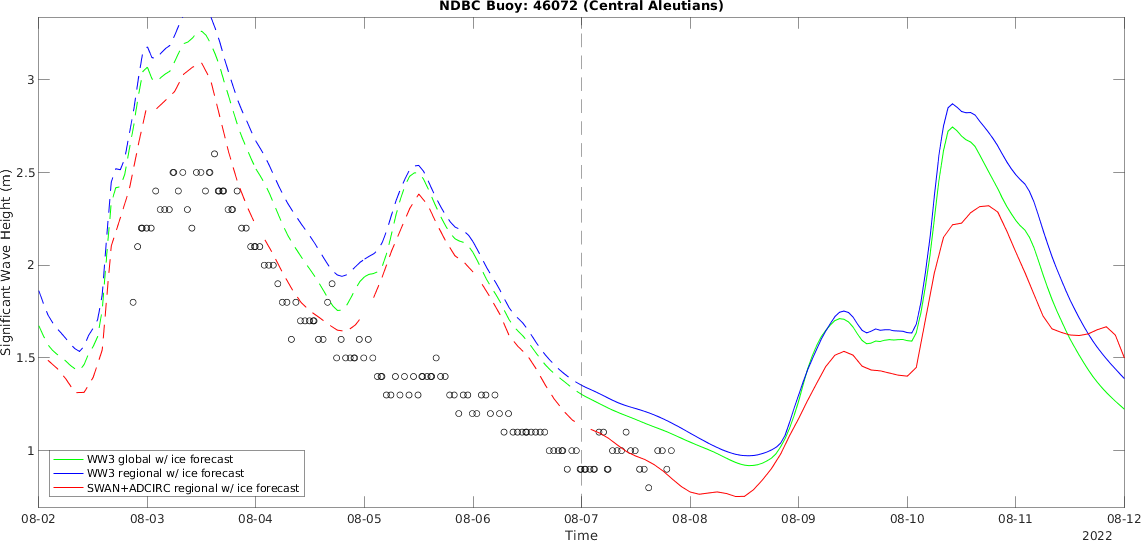 NDBC Buoy: 46072 (Central Aleutians)
Significant Wave Height (m)
3
2.5
2
1.5
1
WW3 global w/ ice forecast
WW3 regional w/ ice forecast
SWAN+ADCIRC regional w/ ice forecast
08-02 08-03 08-04 08-05 08-06 08-07 08-08 08-09 08-10 08-11 08-12
Time
2022